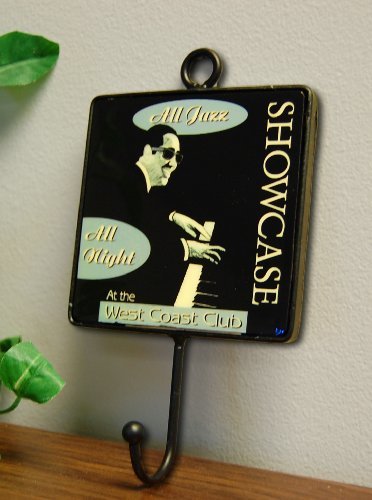 All Jazz
SHOWCASE
All
Night
At the
West Coast Club